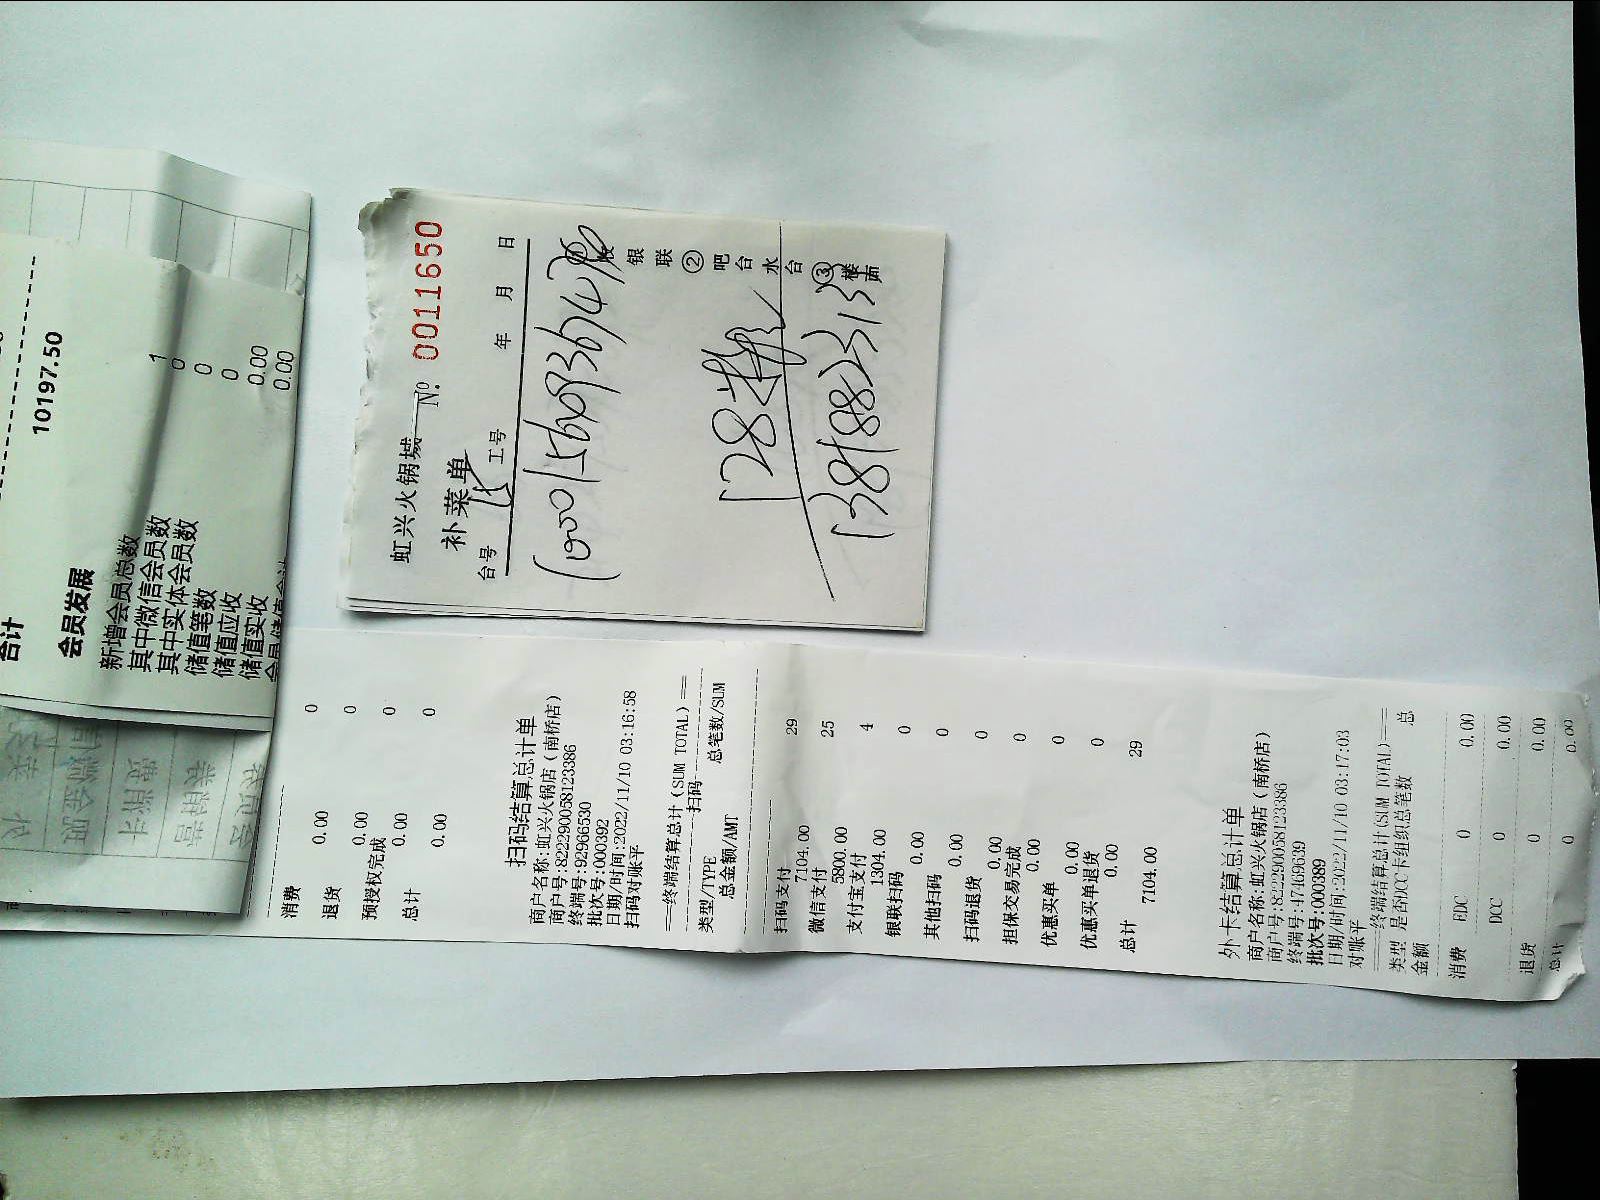 合计
10197.50
会员发展
新增会员总数 1
其中微信会员数 0
其中实体会员数 0
储值笔数 0
储值应收 0.00
储值实收 0.00
虹兴火锅城 №: 0011650
补菜单
台号 15 工号 年 月 日
银联
②吧台水台
③楼面
128
13818823133
消费
0.00 0
退货
0.00 0
预授权完成
0.00 0
总计
0.00 0
扫码结算总计单
商户名称:虹兴火锅店(南桥店)
商户号:822290058123386
终端号:92986530
批次号:000392
日期/时间:2022/11/10 03:16:58
扫码对账平
==终端结算总计(SUM TOTAL)==
扫码
类型/TYPE 总笔数/SUM
总金额/AMT
扫码支付 29
7104.00
微信支付 25
5800.00
支付宝支付 4
1304.00
银联扫码 0
0.00
其他扫码 0
0.00
扫码退货 0
0.00
担保交易完成 0
0.00
优惠买单 0
0.00
优惠买单退货 0
0.00
总计 29
7104.00
外卡结算总计单
商户名称:虹兴火锅店(南桥店)
商户号:822290058123386
终端号:47469639
批次号:000389
日期/时间:2022/11/10 03:17:03
对账平
===终端结算总计(SUM TOTAL)===
类型 是否DCC卡组织总笔数 总
金额
消费 EDC 0 0.00
DCC 0 0.00
退货 0 0.00
总计 0 0.00